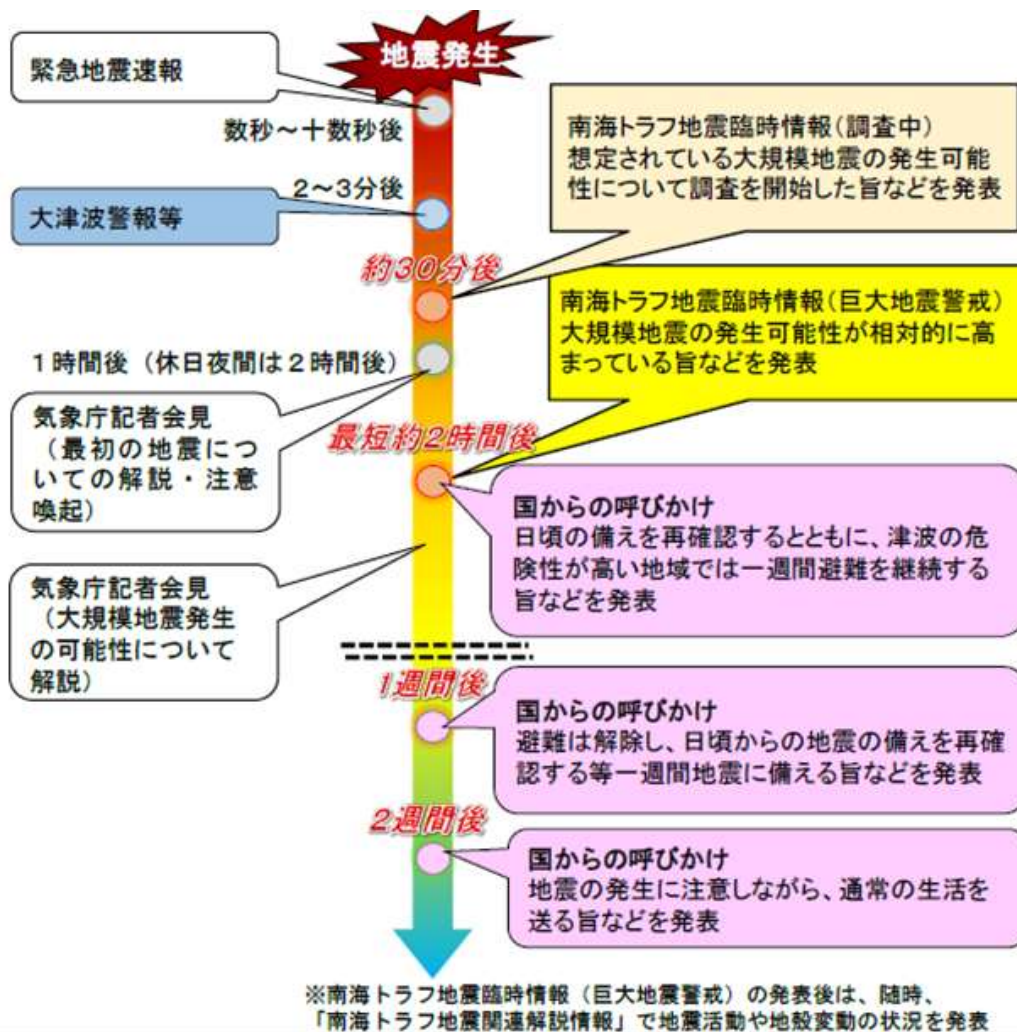 地震発生
緊急地震速報
数秒～十数秒後
南海トラフ地震臨時情報（調査中）
想定されている大規模地震の発生可能
性について調査を開始した旨などを発表
2～3分後
大津波警報等
約30分後
南海トラフ地震臨時情報（巨大地震警戒）
大規模地震の発生可能性が相対的に高
まっている旨などを発表
1時間後（休日夜間は2時間後）
気象庁記者会見
（最初の地震につ
いての解説・注意
喚起）
最短約2時間後
国からの呼びかけ
日頃の備えを再確認するとともに、津波の危
険性が高い地域では一週間避難を継続する
旨などを発表
気象庁記者会見
（大規模地震発生
の可能性について
解説）
1週間後
国からの呼びかけ
避難は解除し、日頃からの地震の備えを再確
認する等一週間地震に備える旨などを発表
2週間後
国からの呼びかけ
地震の発生に注意しながら、通常の生活を
送る旨などを発表
※南海トラフ地震臨時情報（巨大地震警戒）の発表後は、随時、
「南海トラフ地震関連解説情報」で地震活動や地殻変動の状況を発表